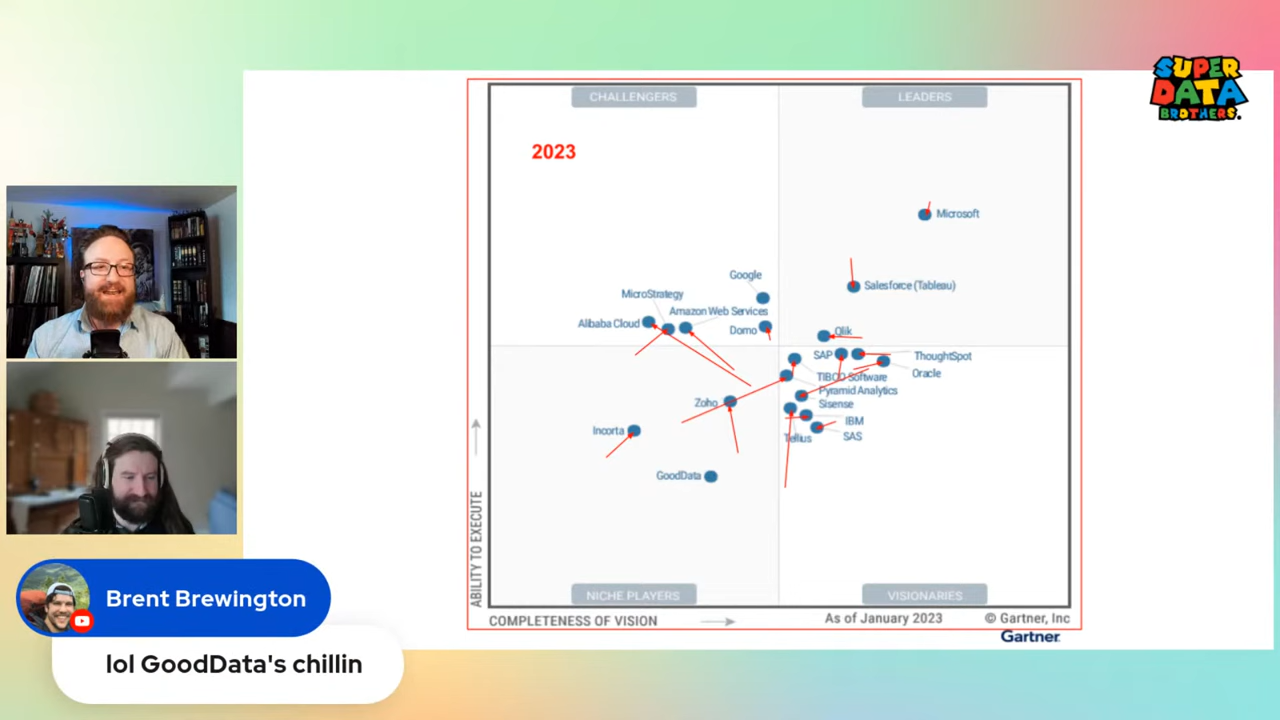 SUPER
DATA
BROTHERS.
CHALLENGERS
LEADERS
2023
Microsoft
Google
Salesforce (Tableau)
MicroStrategy
Amazon Web Services
Alibaba Cloud
Domo
Qlik
SAP
ThoughtSpot
Oracle
TIBCO Software
Pyramid Analytics
Zoho
Sisense
IBM
Incorta
Tellius
SAS
GoodData
ABILITY TO EXECUTE
NICHE PLAYERS
VISIONARIES
COMPLETENESS OF VISION
As of January 2023
© Gartner, Inc
Gartner
Brent Brewington
lol GoodData's chillin